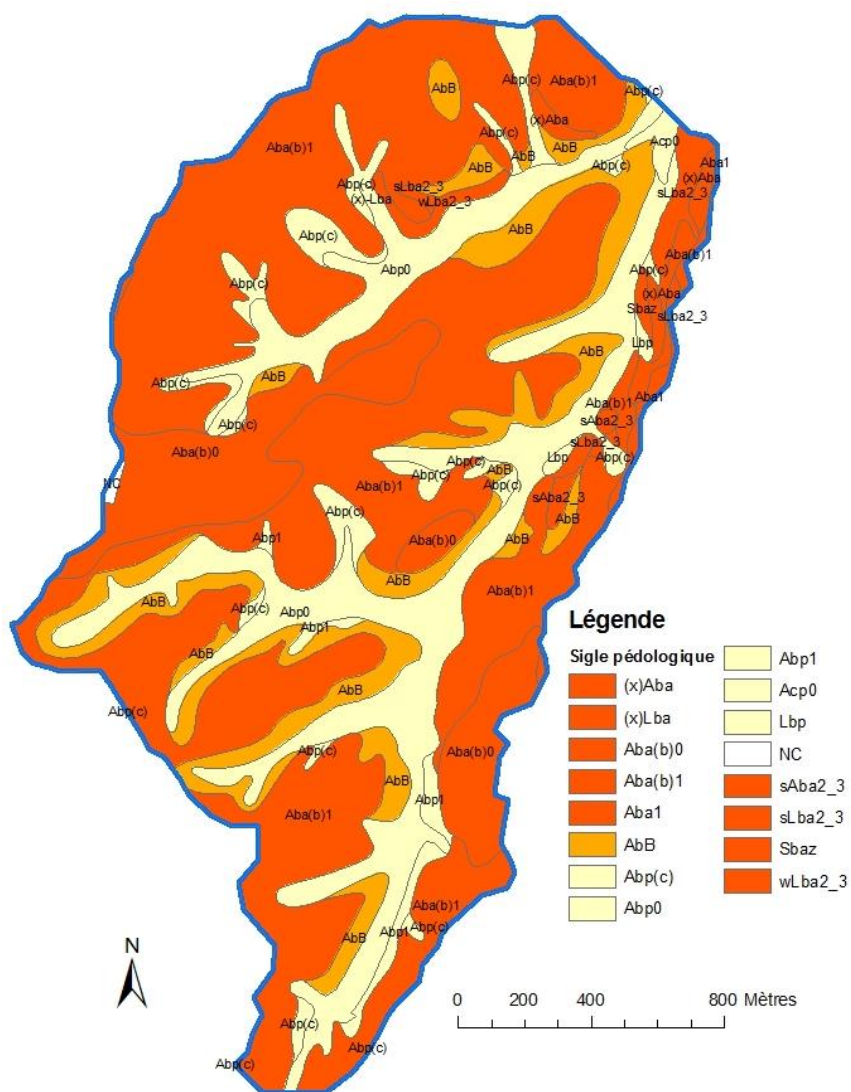 AbB
Abp(c)
Aba(b)1
Abp(c)
(x)Aba
Abp(c)
AbB
AbB
Acp0
Abp(c)
Aba(b)1
AbB
Aba1
(x)Aba
sLba2_3
Abp(c)
sLba2_3
(x)-Lba
wLba2_3
AbB
Abp(c)
Aba(b)1
Abp0
Abp(c)
Abp(c)
(x)Aba
Sbaz
sLba2_3
Lbp
AbB
AbB
Abp(c)
Aba1
Aba(b)1
sAba2_3
Abp(c)
sLba2_3
Aba(b)0
Lbp
Abp(c)
Abp(c)
AbB
Abp(c)
NC
Aba(b)1
Abp(c)
sAba2_3
Abp(c)
AbB
Abp1
Aba(b)0
AbB
AbB
Aba(b)1
AbB
Abp(c)
Abp0
Abp1
AbB
AbB
Abp(c)
Abp(c)
Aba(b)0
AbB
Abp1
Aba(b)1
Aba(b)1
Abp(c)
Abp1
AbB
Abp(c)
Abp(c)
Abp(c)
Légende
Sigle pédologique
(x)Aba
(x)Lba
Aba(b)0
Aba(b)1
Aba1
AbB
Abp(c)
Abp0
Abp1
Acp0
Lbp
NC
sAba2_3
sLba2_3
Sbaz
wLba2_3
N
0 200 400 800 Mètres